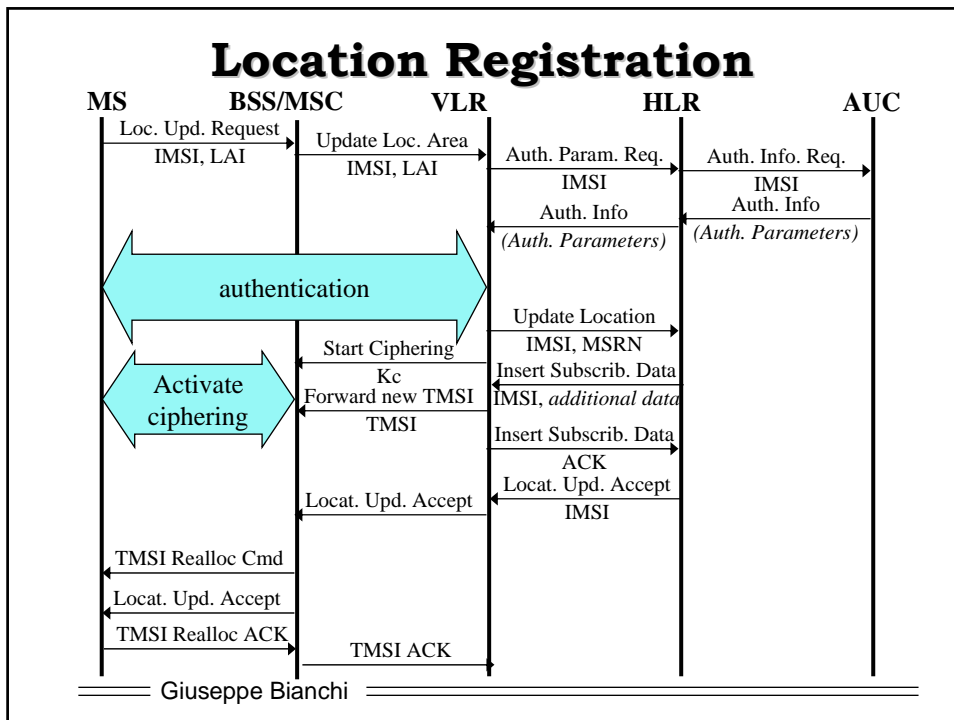 Location Registration
MS BSS/MSC VLR HLR AUC
Loc. Upd. Request
IMSI, LAI
Update Loc. Area
IMSI, LAI
Auth. Param. Req.
IMSI
Auth. Info. Req.
IMSI
Auth. Info
(Auth. Parameters)
Auth. Info
(Auth. Parameters)
authentication
Update Location
IMSI, MSRN
Start Ciphering
Kc
Insert Subscrib. Data
IMSI, additional data
Activate
ciphering
Forward new TMSI
TMSI
Insert Subscrib. Data
ACK
Locat. Upd. Accept
IMSI
Locat. Upd. Accept
TMSI Realloc Cmd
Locat. Upd. Accept
TMSI Realloc ACK
TMSI ACK
Giuseppe Bianchi